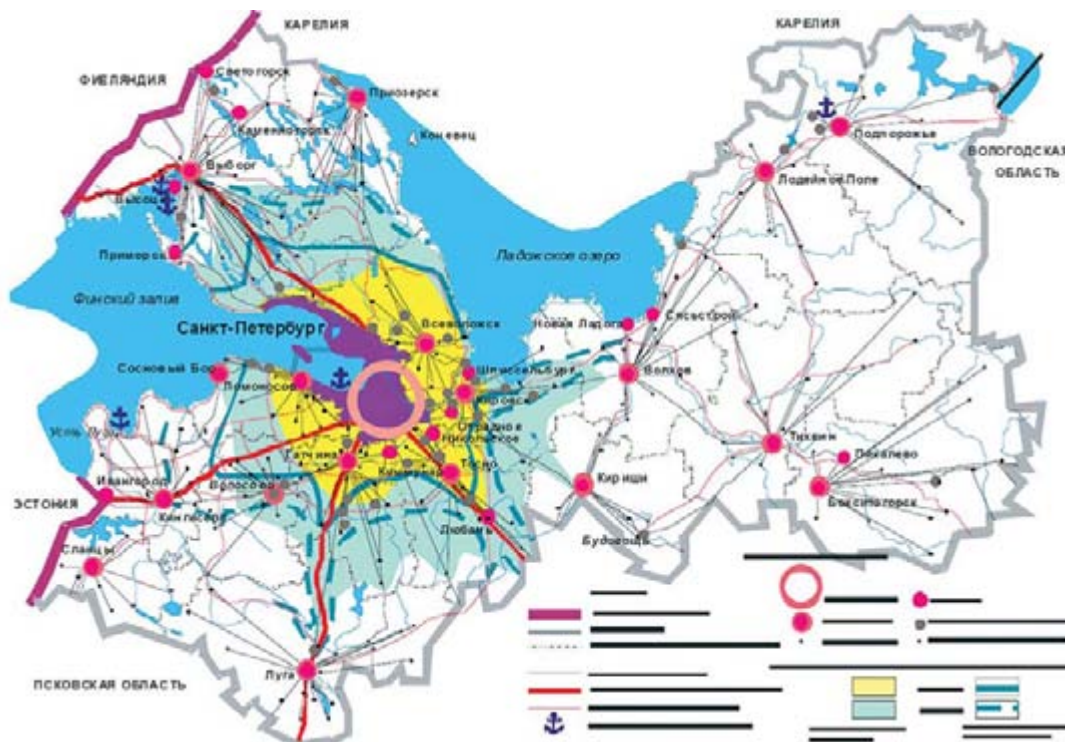 КАРЕЛИЯ
КАРЕЛИЯ
ФИЕЛЯНДИЯ
Светогорск
Приозерск
Каменногорск
Коневец
Подпорожье
Выборг
ВОЛОГОДСКАЯ
ОБЛАСТЬ
Лодейное Поле
Высоцк
Приморск
Ладожское озеро
Финский залив
Санкт-Петербург
Всеволожск
Новая Ладога
Сясьстрой
Сосновый Бор
Ломоносов
Шлиссельбург
Волхов
Кировск
Отрадное
Усть Луга
Никольское
Тихвин
Гатчина
Тосно
Пикалево
Ивангород
Волосово
Кириши
ЭСТОНИЯ
Кингисепп
Бокситогорск
Любань
Будогощь
Сланцы
Луга
ПСКОВСКАЯ ОБЛАСТЬ